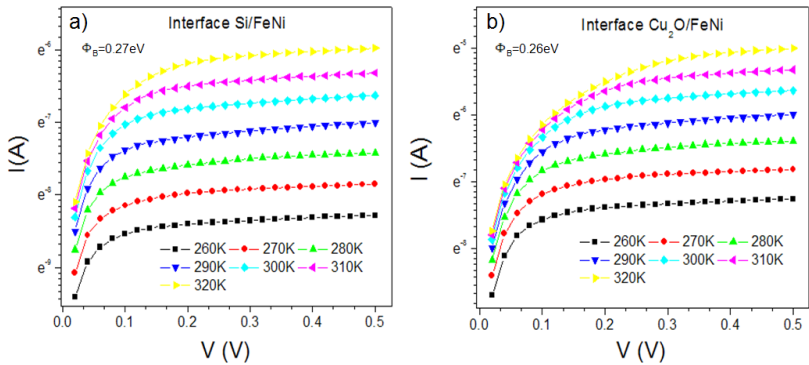 a) Interface Si/FeNi
Φ_B=0.27eV
I(A)
e⁻⁶
e⁻⁷
e⁻⁸
e⁻⁹
260K 270K 280K
290K 300K 310K
320K
0.0 0.1 0.2 0.3 0.4 0.5
V (V)
b) Interface Cu₂O/FeNi
Φ_B=0.26eV
I (A)
e⁻⁵
e⁻⁶
e⁻⁷
e⁻⁸
260K 270K 280K
290K 300K 310K
320K
0.0 0.1 0.2 0.3 0.4 0.5
V (V)